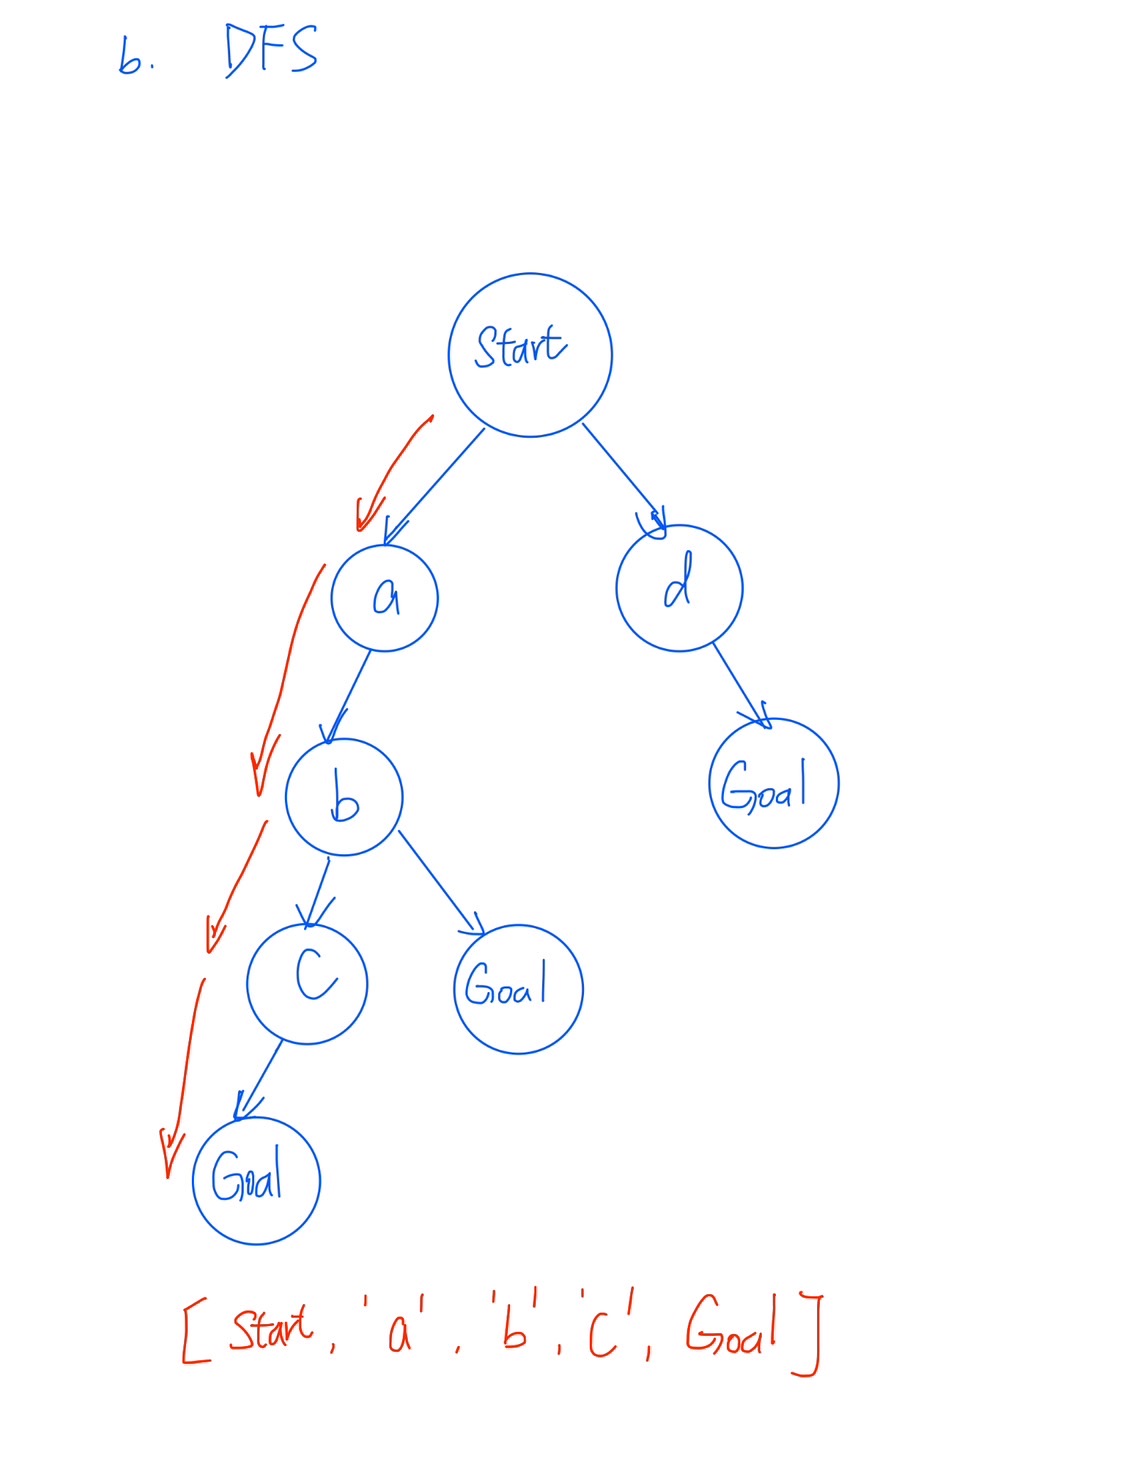 b. DFS
Start
a
d
b
Goal
C
Goal
Goal
[ Start, 'a', 'b', 'C', Goal ]